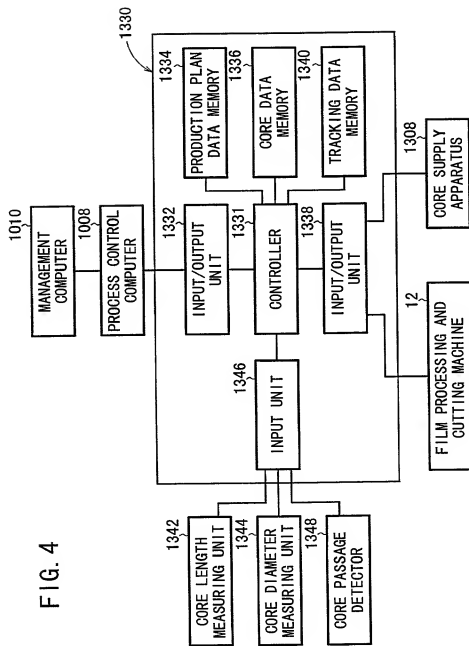 FIG. 4
1010
MANAGEMENT
COMPUTER
1008
PROCESS CONTROL
COMPUTER
1330
1332
INPUT/OUTPUT
UNIT
1334
PRODUCTION PLAN
DATA MEMORY
1331
CONTROLLER
1336
CORE DATA
MEMORY
1338
INPUT/OUTPUT
UNIT
1340
TRACKING DATA
MEMORY
1346
INPUT UNIT
1342
CORE LENGTH
MEASURING UNIT
1344
CORE DIAMETER
MEASURING UNIT
1348
CORE PASSAGE
DETECTOR
12
FILM PROCESSING AND
CUTTING MACHINE
1308
CORE SUPPLY
APPARATUS